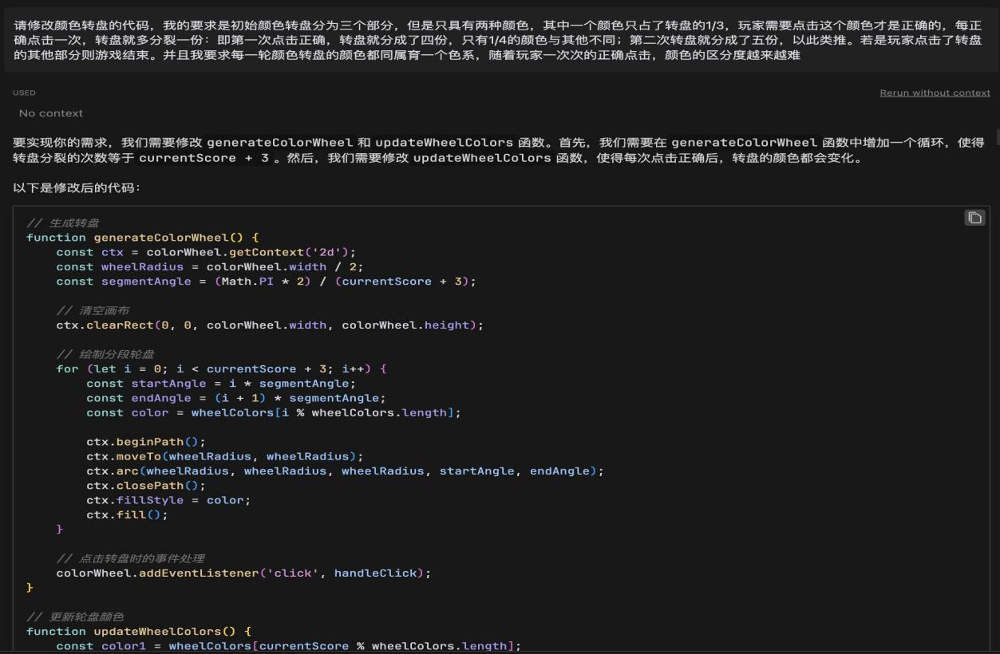 请修改颜色转盘的代码，我的要求是初始颜色转盘分为三个部分，但是只具有两种颜色，其中一个颜色只占了转盘的1/3，玩家需要点击这个颜色才是正确的，每正
确点击一次，转盘就多分裂一份：即第一次点击正确，转盘就分成了四份，只有1/4的颜色与其他不同；第二次转盘就分成了五份，以此类推。若是玩家点击了转盘
的其他部分则游戏结束。并且我要求每一轮颜色转盘的颜色都同属育一个色系，随着玩家一次次的正确点击，颜色的区分度越来越难
USED
Rerun without context
No context
要实现你的需求，我们需要修改 generateColorWheel 和 updateWheelColors 函数。首先，我们需要在 generateColorWheel 函数中增加一个循环，使得
转盘分裂的次数等于 currentScore + 3 。然后，我们需要修改 updateWheelColors 函数，使得每次点击正确后，转盘的颜色都会变化。
以下是修改后的代码：
// 生成转盘
function generateColorWheel() {
    const ctx = colorWheel.getContext('2d');
    const wheelRadius = colorWheel.width / 2;
    const segmentAngle = (Math.PI * 2) / (currentScore + 3);
    // 清空画布
    ctx.clearRect(0, 0, colorWheel.width, colorWheel.height);
    // 绘制分段轮盘
    for (let i = 0; i < currentScore + 3; i++) {
        const startAngle = i * segmentAngle;
        const endAngle = (i + 1) * segmentAngle;
        const color = wheelColors[i % wheelColors.length];
        ctx.beginPath();
        ctx.moveTo(wheelRadius, wheelRadius);
        ctx.arc(wheelRadius, wheelRadius, wheelRadius, startAngle, endAngle);
        ctx.closePath();
        ctx.fillStyle = color;
        ctx.fill();
    }
    // 点击转盘时的事件处理
    colorWheel.addEventListener('click', handleClick);
}
// 更新轮盘颜色
function updateWheelColors() {
    const color1 = wheelColors[currentScore % wheelColors.length];